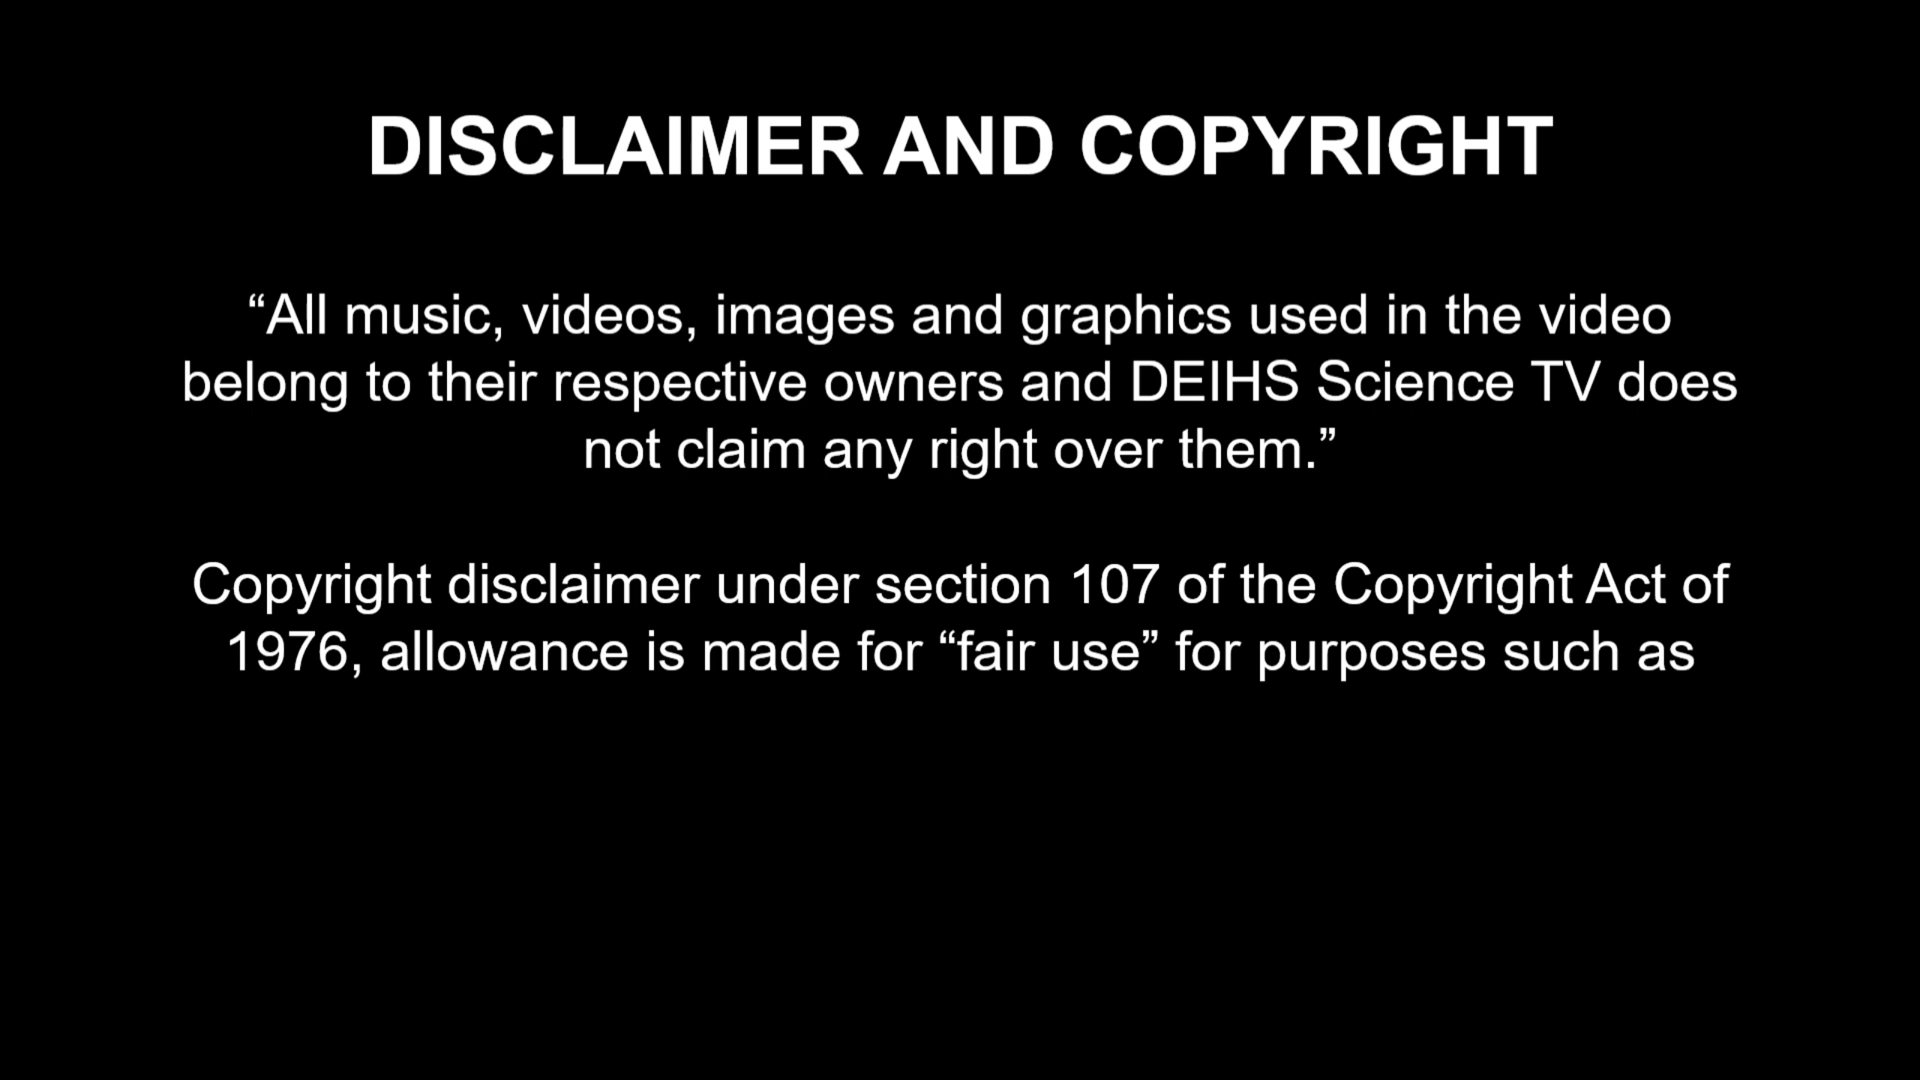 DISCLAIMER AND COPYRIGHT
“All music, videos, images and graphics used in the video
belong to their respective owners and DEIHS Science TV does
not claim any right over them.”
Copyright disclaimer under section 107 of the Copyright Act of
1976, allowance is made for “fair use” for purposes such as